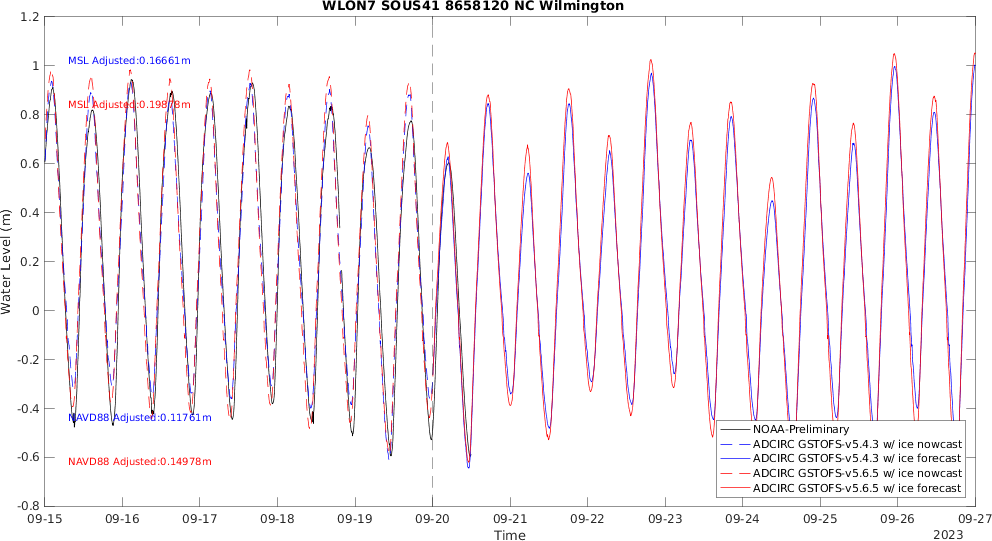 WLON7 SOUS41 8658120 NC Wilmington
1.2
1
0.8
0.6
0.4
0.2
0
-0.2
-0.4
-0.6
-0.8
Water Level (m)
MSL Adjusted:0.16661m
MSL Adjusted:0.19878m
NAVD88 Adjusted:0.11761m
NAVD88 Adjusted:0.14978m
NOAA-Preliminary
ADCIRC GSTOFS-v5.4.3 w/ ice nowcast
ADCIRC GSTOFS-v5.4.3 w/ ice forecast
ADCIRC GSTOFS-v5.6.5 w/ ice nowcast
ADCIRC GSTOFS-v5.6.5 w/ ice forecast
09-15 09-16 09-17 09-18 09-19 09-20 09-21 09-22 09-23 09-24 09-25 09-26 09-27
Time
2023